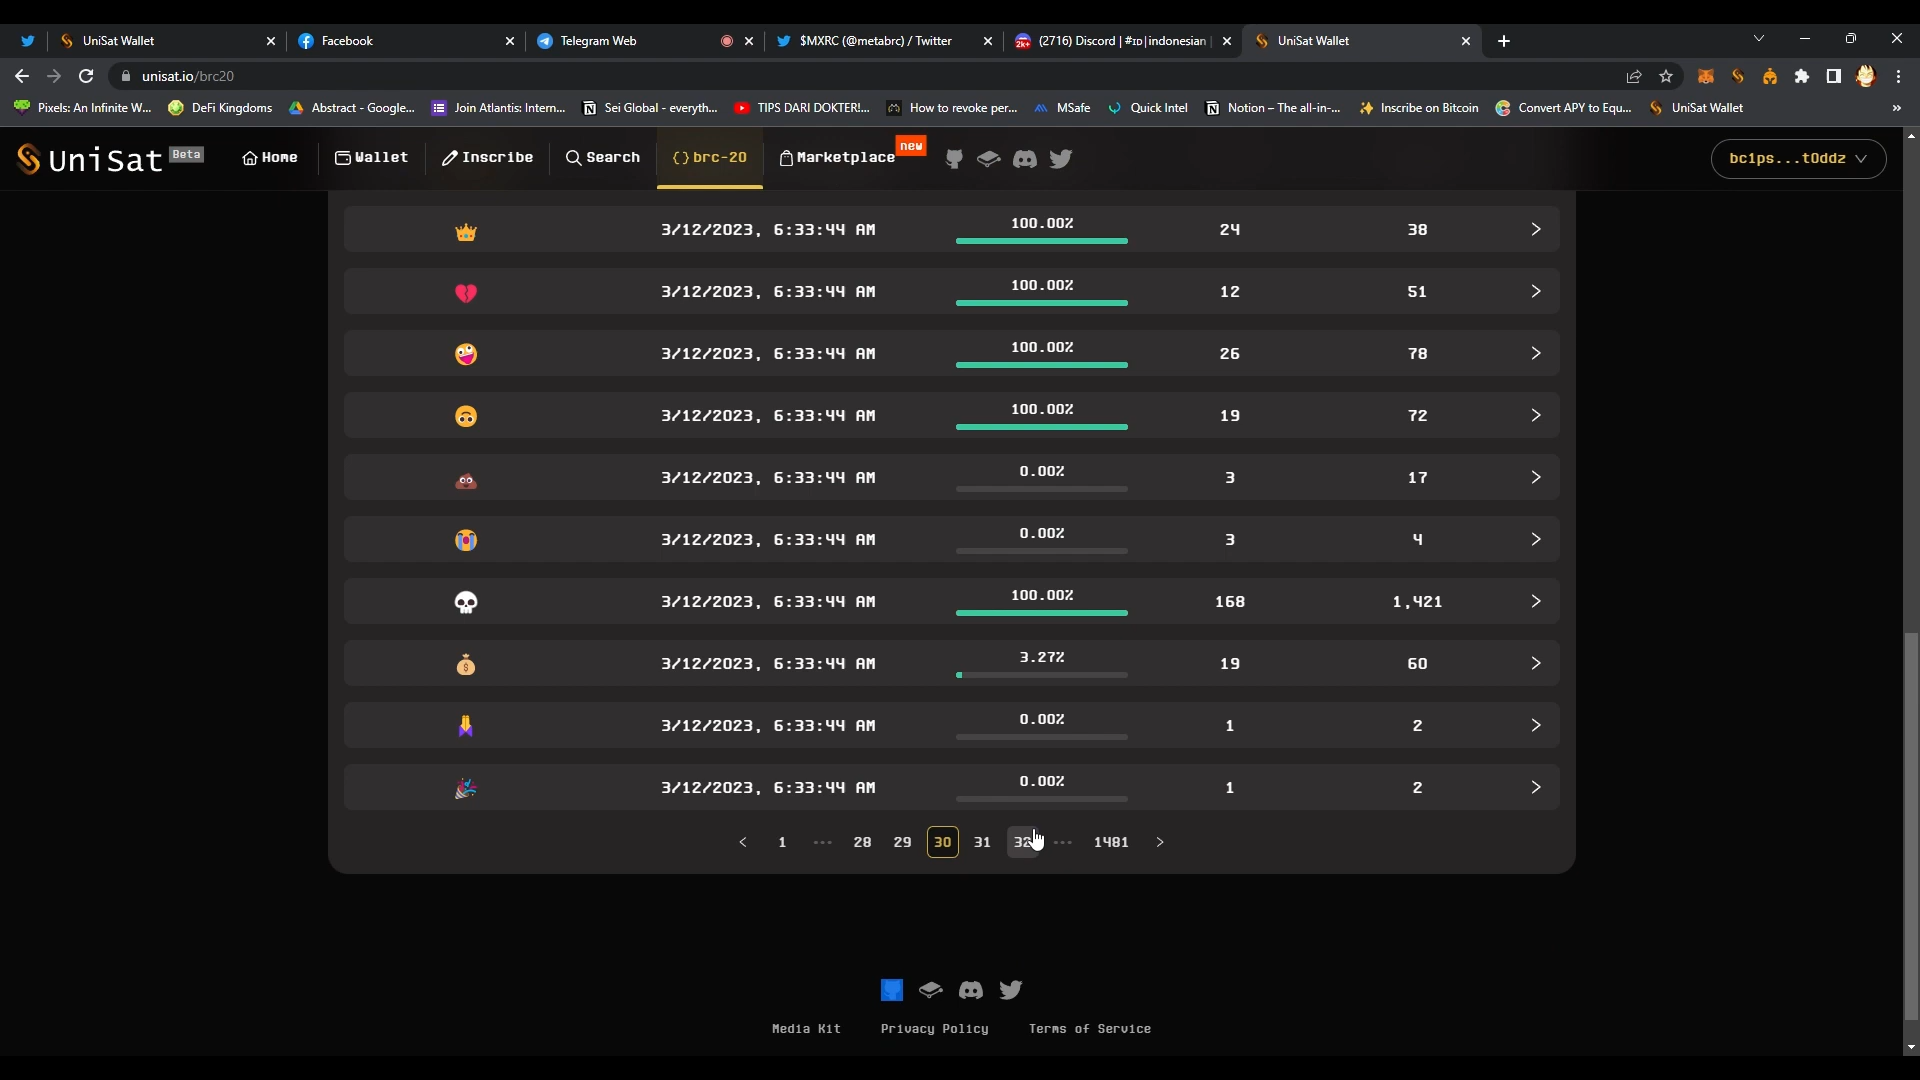 UniSat Wallet
Facebook
Telegram Web
$MXRC (@metabrc) / Twitter
2k+
(2716) Discord | #ID|indonesian
UniSat Wallet
unisat.io/brc20
Pixels: An Infinite W...
DeFi Kingdoms
Abstract - Google...
Join Atlantis: Intern...
Sei Global - everyth...
TIPS DARI DOKTER!...
How to revoke per...
MSafe
Quick Intel
Notion – The all-in-...
Inscribe on Bitcoin
Convert APY to Equ...
UniSat Wallet
»
UniSat Beta
Home
Wallet
Inscribe
Search
{} brc-20
Marketplace
new
bc1ps...t0ddz
3/12/2023, 6:33:44 AM 100.00% 24 38
3/12/2023, 6:33:44 AM 100.00% 12 51
3/12/2023, 6:33:44 AM 100.00% 26 78
3/12/2023, 6:33:44 AM 100.00% 19 72
3/12/2023, 6:33:44 AM 0.00% 3 17
3/12/2023, 6:33:44 AM 0.00% 3 4
3/12/2023, 6:33:44 AM 100.00% 168 1,421
3/12/2023, 6:33:44 AM 3.27% 19 60
3/12/2023, 6:33:44 AM 0.00% 1 2
3/12/2023, 6:33:44 AM 0.00% 1 2
< 1 ••• 28 29 30 31 32 ••• 1481 >
Media Kit Privacy Policy Terms of Service